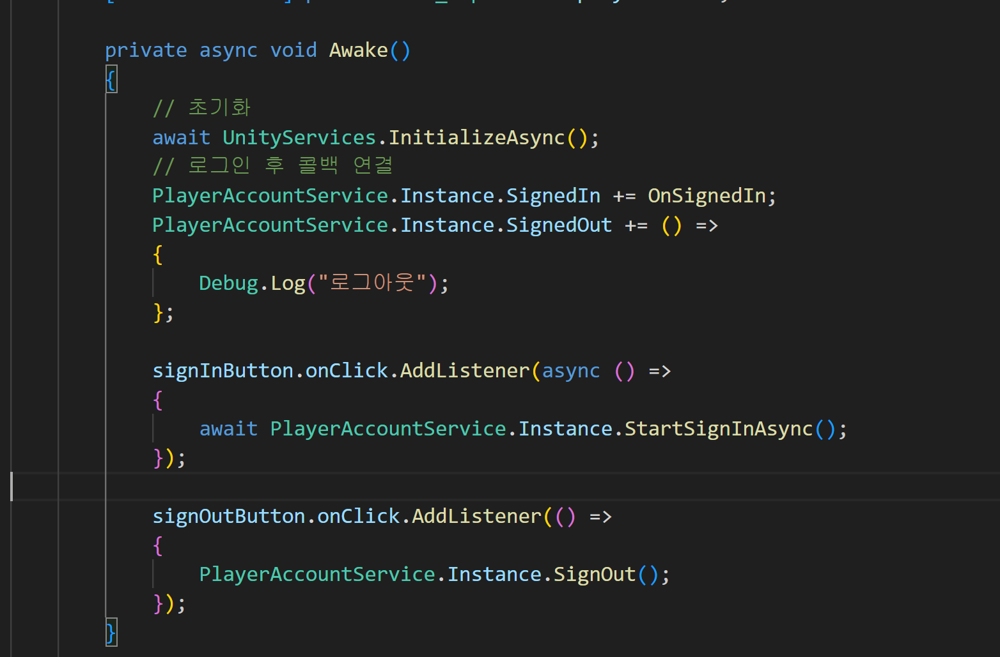 private async void Awake()
{
// 초기화
await UnityServices.InitializeAsync();
// 로그인 후 콜백 연결
PlayerAccountService.Instance.SignedIn += OnSignedIn;
PlayerAccountService.Instance.SignedOut += () =>
{
Debug.Log("로그아웃");
};
signInButton.onClick.AddListener(async () =>
{
await PlayerAccountService.Instance.StartSignInAsync();
});
signOutButton.onClick.AddListener(() =>
{
PlayerAccountService.Instance.SignOut();
});
}